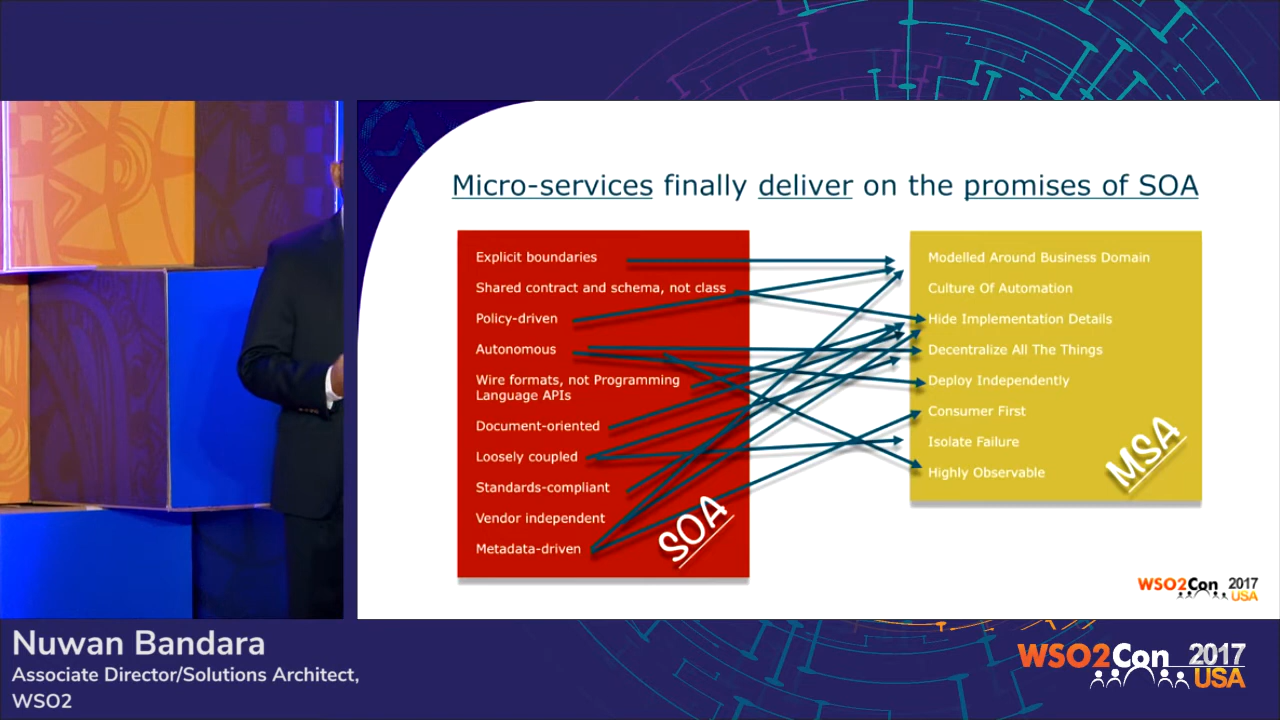 Micro-services finally deliver on the promises of SOA
Explicit boundaries
Shared contract and schema, not class
Policy-driven
Autonomous
Wire formats, not Programming
Language APIs
Document-oriented
Loosely coupled
Standards-compliant
Vendor independent
Metadata-driven
SOA
Modelled Around Business Domain
Culture Of Automation
Hide Implementation Details
Decentralize All The Things
Deploy Independently
Consumer First
Isolate Failure
Highly Observable
MSA
WSO2Con 2017
USA
Nuwan Bandara
Associate Director/Solutions Architect,
WSO2
WSO2Con 2017
USA